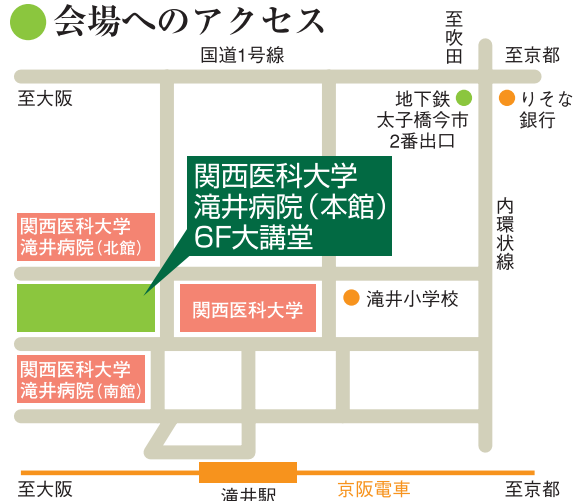 会場へのアクセス
国道1号線
至吹田
至京都
至大阪
地下鉄
太子橋今市
2番出口
りそな
銀行
関西医科大学
滝井病院（本館）
6F大講堂
内環状線
関西医科大学
滝井病院（北館）
関西医科大学
滝井小学校
関西医科大学
滝井病院（南館）
至大阪
滝井駅
京阪電車
至京都